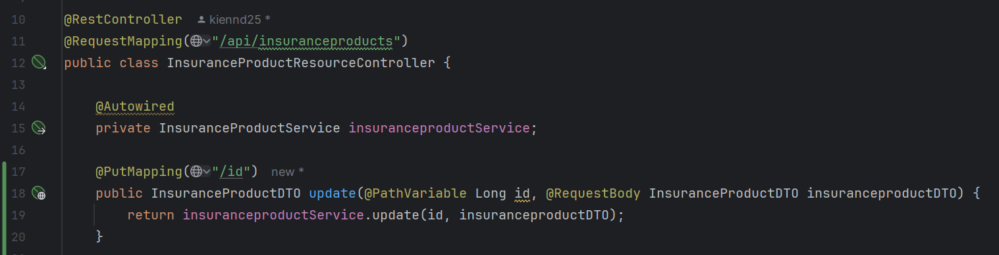 10 @RestController kiennd25 *
11 @RequestMapping("/api/insuranceproducts")
12 public class InsuranceProductResourceController {
13
14 @Autowired
15 private InsuranceProductService insuranceproductService;
16
17 @PutMapping("/id") new *
18 public InsuranceProductDTO update(@PathVariable Long id, @RequestBody InsuranceProductDTO insuranceproductDTO) {
19 return insuranceproductService.update(id, insuranceproductDTO);
20 }